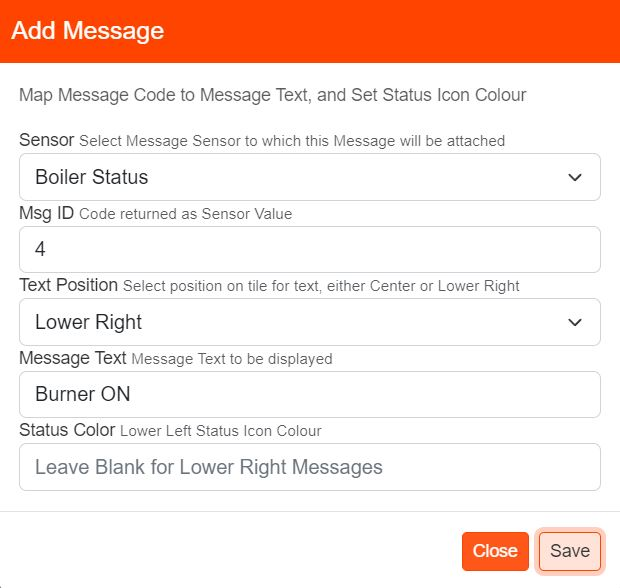 Add Message
Map Message Code to Message Text, and Set Status Icon Colour
Sensor Select Message Sensor to which this Message will be attached
Boiler Status
Msg ID Code returned as Sensor Value
4
Text Position Select position on tile for text, either Center or Lower Right
Lower Right
Message Text Message Text to be displayed
Burner ON
Status Color Lower Left Status Icon Colour
Leave Blank for Lower Right Messages
Close Save